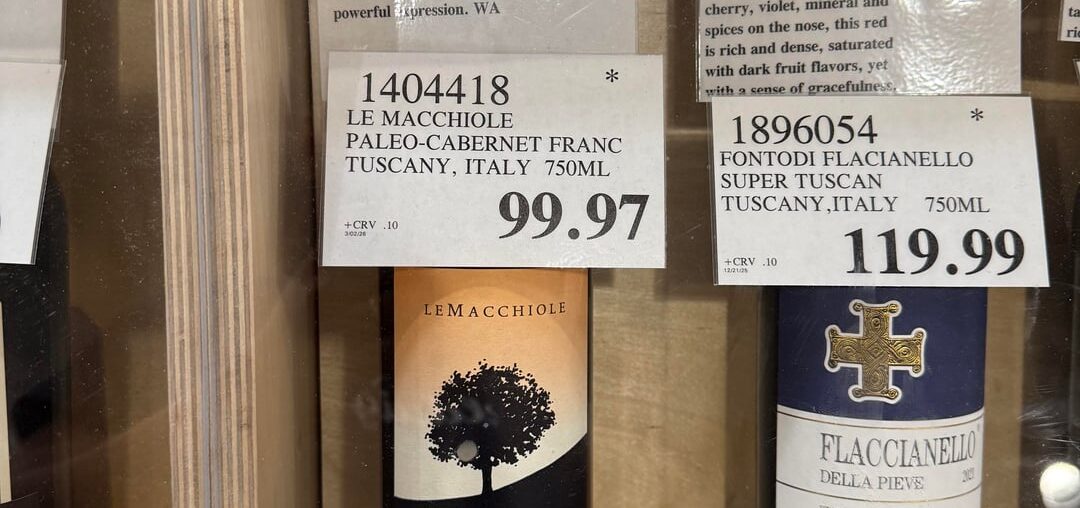 powerful expression. WA
1404418 *
LE MACCHIOLE
PALEO-CABERNET FRANC
TUSCANY, ITALY 750ML
+CRV .10
3/02/26
99.97
LEMACCHIOLE
cherry, violet, mineral and
spices on the nose, this red
is rich and dense, saturated
with dark fruit flavors, yet
with a sense of gracefulness,
1896054 *
FONTODI FLACIANELLO
SUPER TUSCAN
TUSCANY,ITALY 750ML
+CRV .10
12/21/25
119.99
FLACCIANELLO
DELLA PIEVE 2021